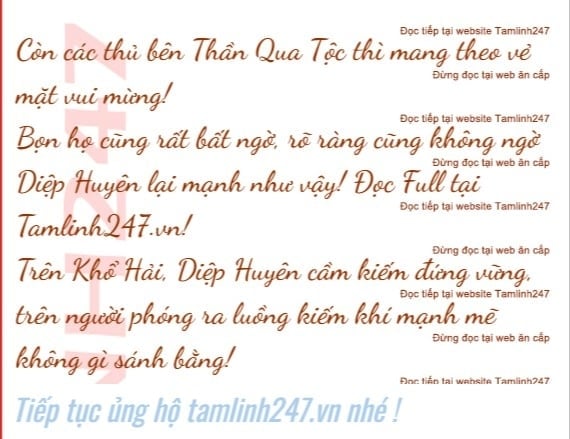 Đọc tiếp tại website Tamlinh247
Còn các thủ bên Thần Qua Tộc thì mang theo vẻ
Đừng đọc tại web ăn cắp
mặt vui mừng!
Đọc tiếp tại website Tamlinh247
Bọn họ cũng rất bất ngờ, rõ ràng cũng không ngờ
Đừng đọc tại web ăn cắp
Diệp Huyên lại mạnh như vậy! Đọc Full tại
Đọc tiếp tại website Tamlinh247
Tamlinh247.vn!
Đừng đọc tại web ăn cắp
Trên Khổ Hải, Diệp Huyên cầm kiếm đứng vững,
Đọc tiếp tại website Tamlinh247
trên người phóng ra luồng kiếm khí mạnh mẽ
Đừng đọc tại web ăn cắp
không gì sánh bằng!
Đọc tiếp tại website Tamlinh247
NH247
Tiếp tục ủng hộ tamlinh247.vn nhé !